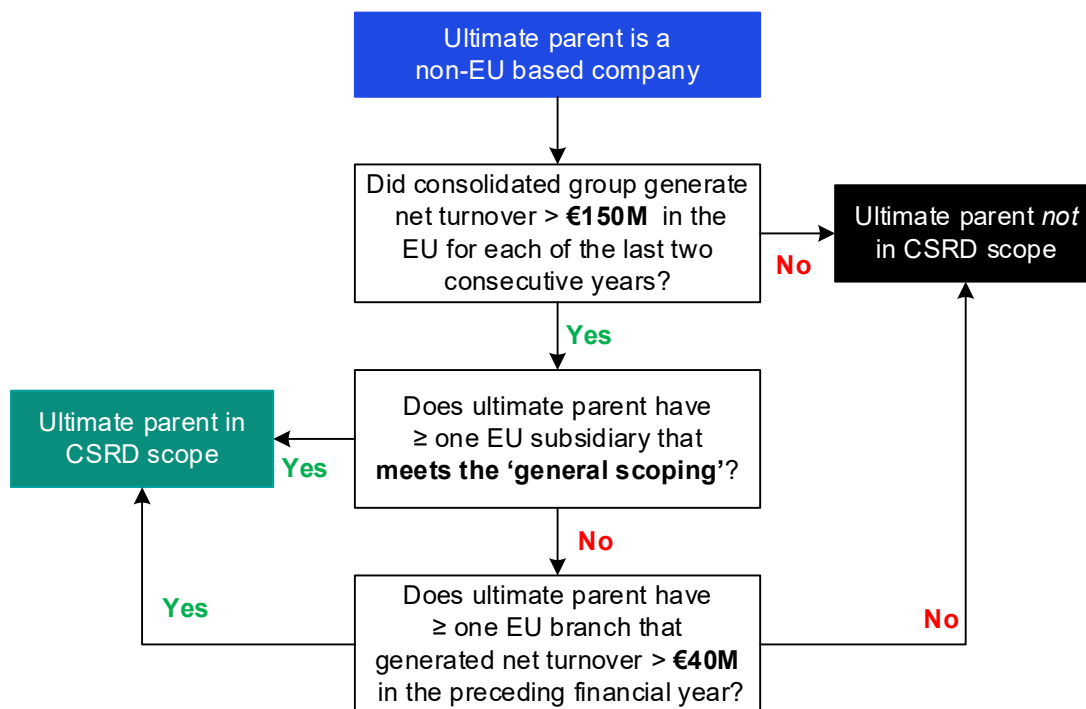 Ultimate parent is a
non-EU based company
Did consolidated group generate
net turnover > €150M in the
EU for each of the last two
consecutive years?
No
Ultimate parent not
in CSRD scope
Yes
Does ultimate parent have
≥ one EU subsidiary that
meets the ‘general scoping’?
Yes
Ultimate parent in
CSRD scope
No
Does ultimate parent have
≥ one EU branch that
generated net turnover > €40M
in the preceding financial year?
Yes
No